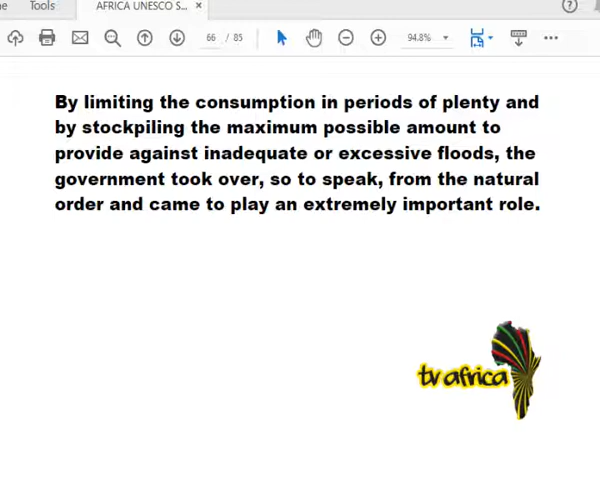 Tools
AFRICA UNESCO S... ×
66 / 85
94.8%
By limiting the consumption in periods of plenty and
by stockpiling the maximum possible amount to
provide against inadequate or excessive floods, the
government took over, so to speak, from the natural
order and came to play an extremely important role.
tv africa